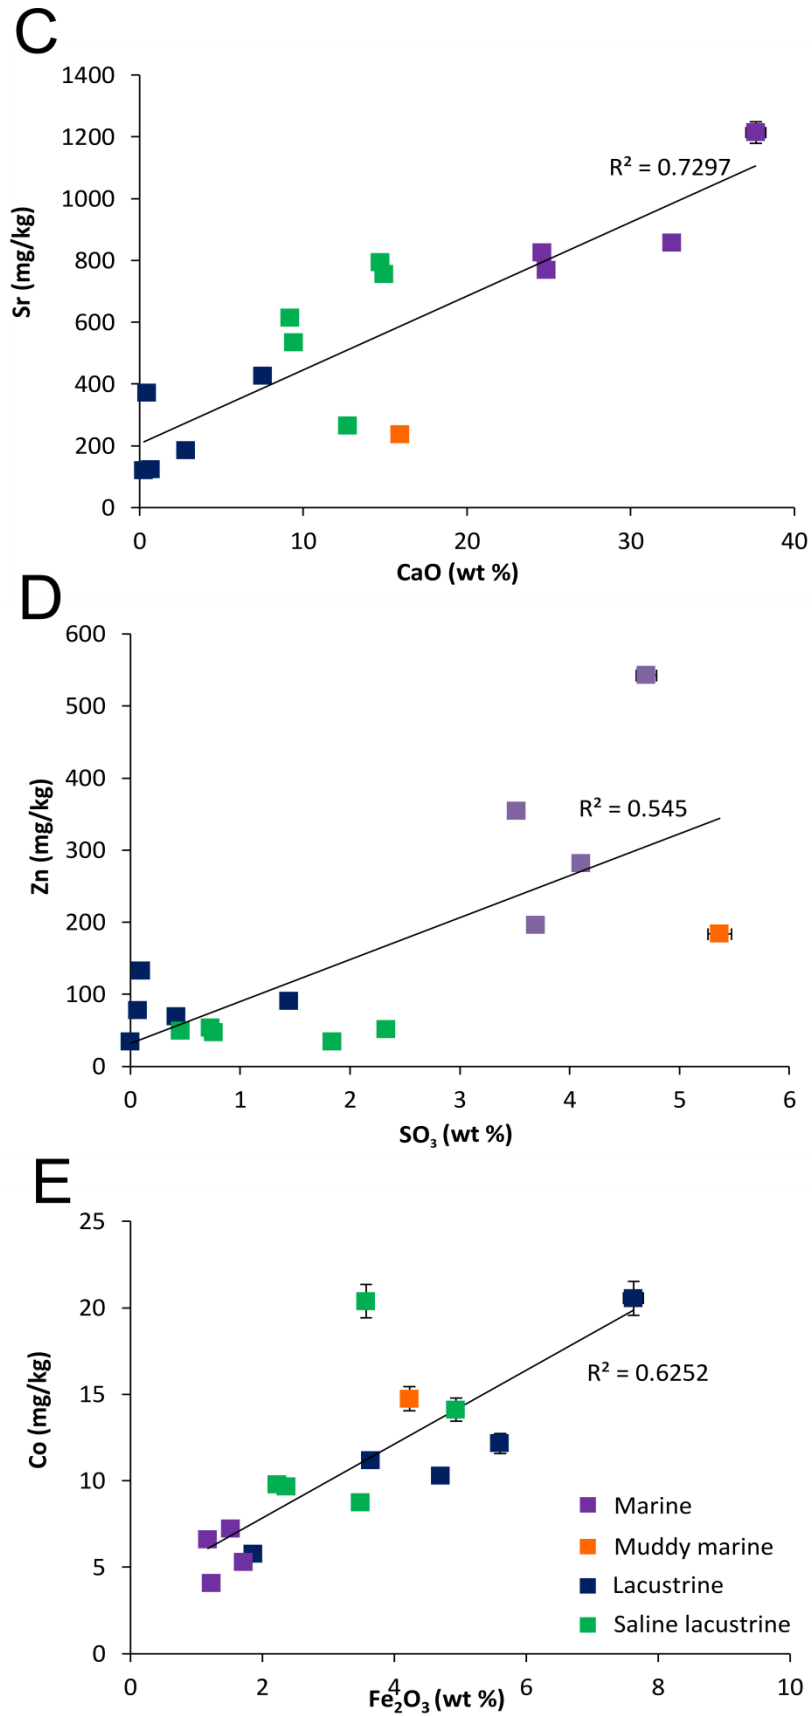 C
1400
1200
1000
800
600
400
200
0
Sr (mg/kg)
R² = 0.7297
0 10 20 30 40
CaO (wt %)
D
600
500
400
300
200
100
0
Zn (mg/kg)
R² = 0.545
0 1 2 3 4 5 6
SO₃ (wt %)
E
25
20
15
10
5
0
Co (mg/kg)
R² = 0.6252
Marine
Muddy marine
Lacustrine
Saline lacustrine
0 2 4 6 8 10
Fe₂O₃ (wt %)